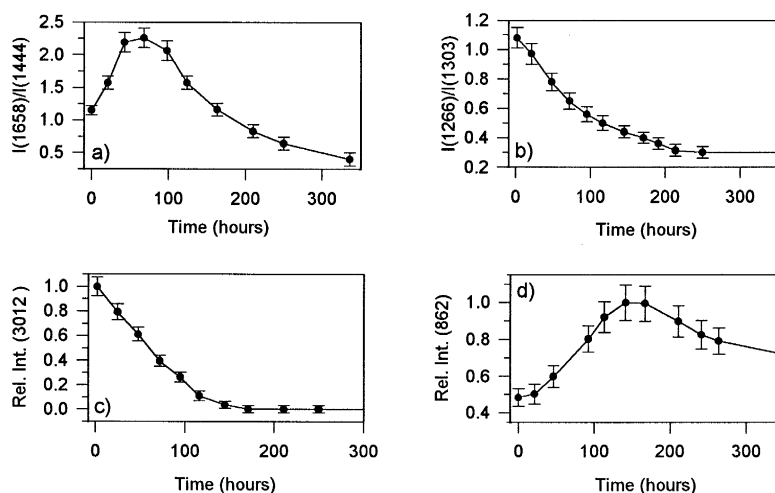 2.5
2.0
1.5
1.0
0.5
I(1658)/I(1444)
a)
0 100 200 300
Time (hours)
1.2
1.0
0.8
0.6
0.4
0.2
I(1266)/I(1303)
b)
0 100 200 300
Time (hours)
1.0
0.8
0.6
0.4
0.2
0.0
Rel. Int. (3012)
c)
0 100 200 300
Time (hours)
1.0
0.8
0.6
0.4
Rel. Int. (862)
d)
0 100 200 300
Time (hours)